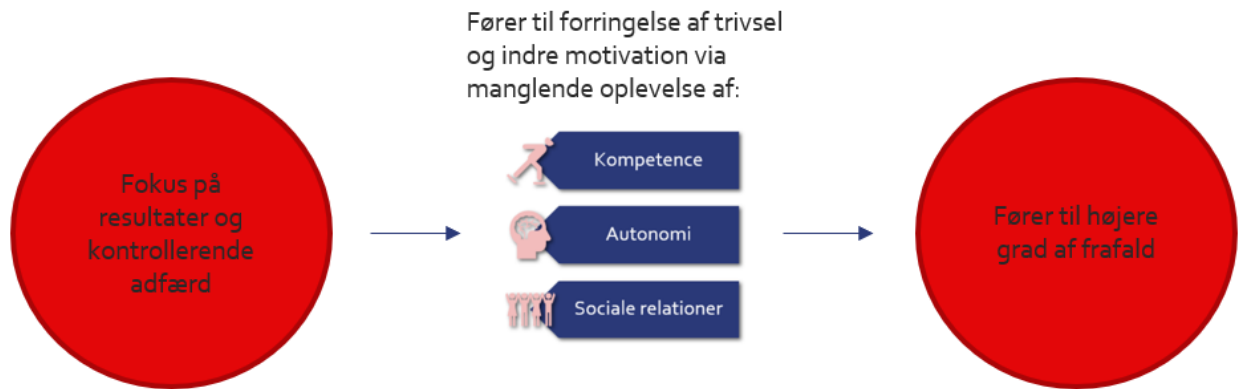 Fører til forringelse af trivsel
og indre motivation via
manglende oplevelse af:
Fokus på
resultater og
kontrollerende
adfærd
Kompetence
Autonomi
Sociale relationer
Fører til højere
grad af frafald